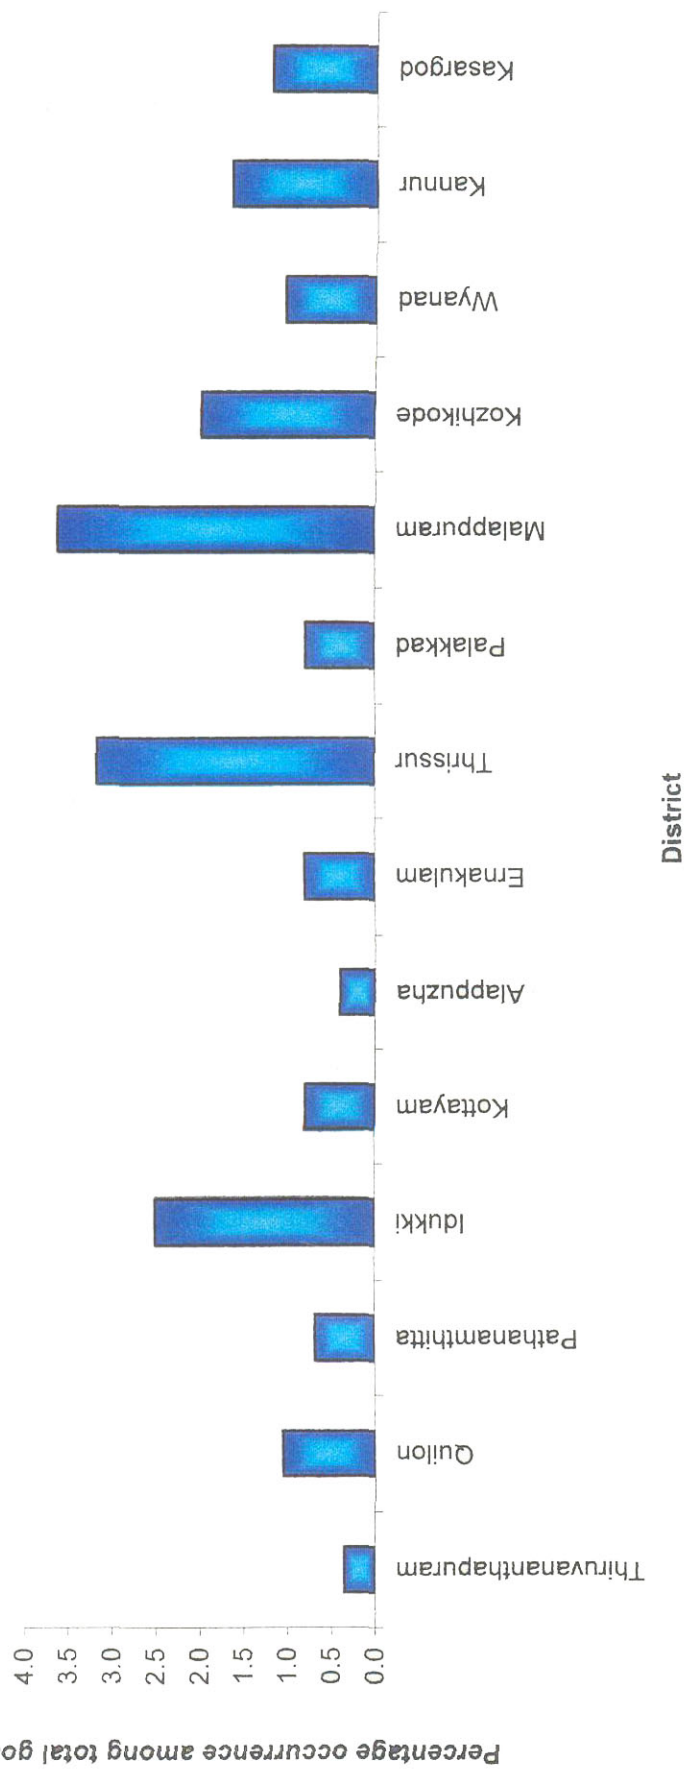 Percentage occurrence among total go
4.0
3.5
3.0
2.5
2.0
1.5
1.0
0.5
0.0
Thiruvananthapuram
Quilon
Pathanamthitta
Idukki
Kottayam
Alappuzha
Ernakulam
Thrissur
Palakkad
Malappuram
Kozhikode
Wyanad
Kannur
Kasargod
District